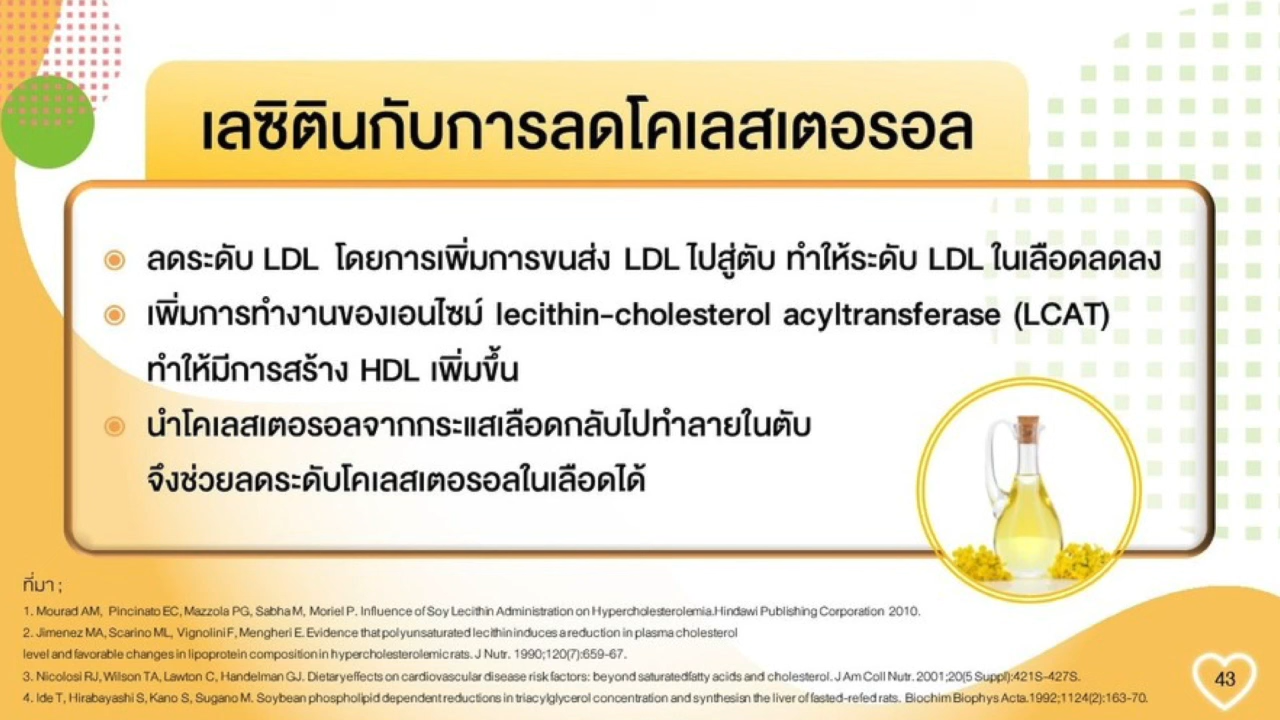 เลซิตินกับการลดโคเลสเตอรอล
ลดระดับ LDL โดยการเพิ่มการขนส่ง LDL ไปสู่ตับ ทำให้ระดับ LDL ในเลือดลดลง
เพิ่มการทำงานของเอนไซม์ lecithin-cholesterol acyltransferase (LCAT)
ทำให้มีการสร้าง HDL เพิ่มขึ้น
นำโคเลสเตอรอลจากกระแสเลือดกลับไปทำลายในตับ
จึงช่วยลดระดับโคเลสเตอรอลในเลือดได้
ที่มา ;
1. Mourad AM, Pincinato EC, Mazzola PG, Sabha M, Moriel P. Influence of Soy Lecithin Administration on Hypercholesterolemia.Hindawi Publishing Corporation 2010.
2. Jimenez MA, Scarino ML, Vignolini F, Mengheri E. Evidence that polyunsaturated lecithin induces a reduction in plasma cholesterol
level and favorable changes in lipoprotein composition in hypercholesterolemic rats. J Nutr. 1990;120(7):659-67.
3. Nicolosi RJ, Wilson TA, Lawton C, Handelman GJ. Dietary effects on cardiovascular disease risk factors: beyond saturated fatty acids and cholesterol. J Am Coll Nutr. 2001;20(5 Suppl):421S-427S.
4. Ide T, Hirabayashi S, Kano S, Sugano M. Soybean phospholipid dependent reductions in triacylglycerol concentration and synthesisn the liver of fasted-refed rats. Biochim Biophys Acta.1992;1124(2):163-70.
43